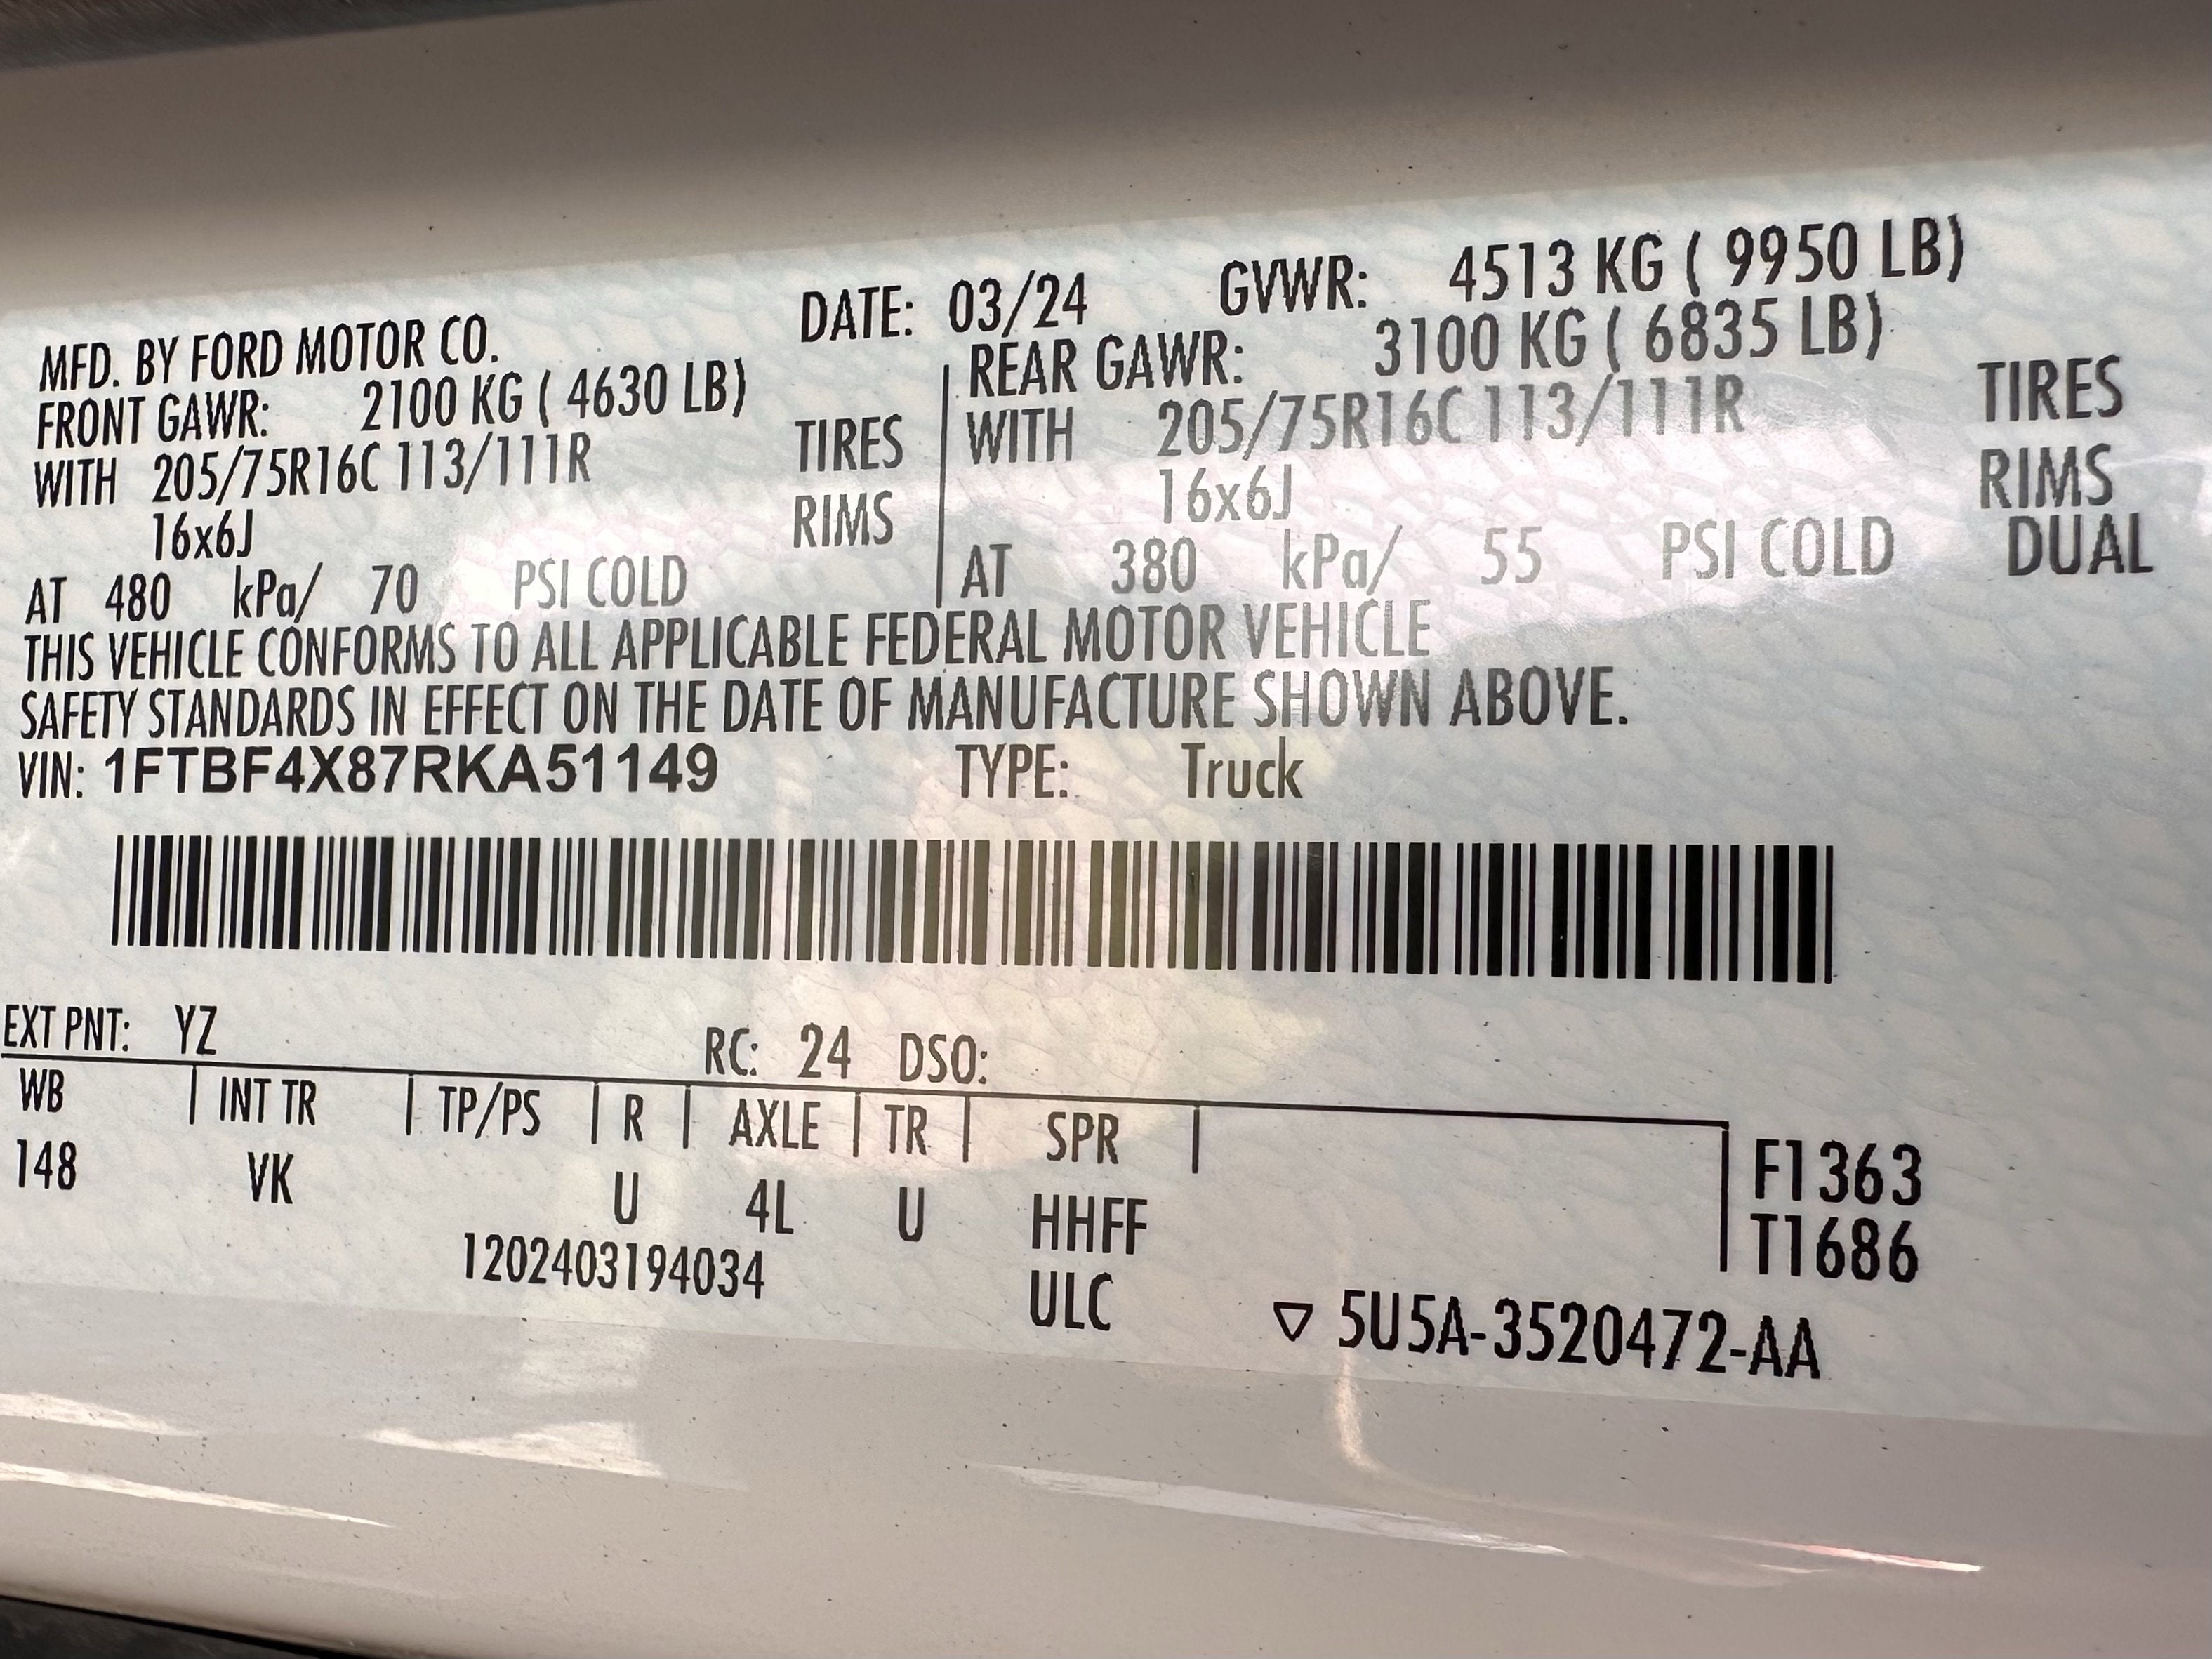 MFD. BY FORD MOTOR CO. DATE: 03/24 GVWR: 4513 KG ( 9950 LB)
FRONT GAWR: 2100 KG ( 4630 LB) REAR GAWR: 3100 KG ( 6835 LB)
WITH 205/75R16C 113/111R TIRES WITH 205/75R16C 113/111R TIRES
16x6J RIMS 16x6J RIMS
AT 480 kPa/ 70 PSI COLD AT 380 kPa/ 55 PSI COLD DUAL
THIS VEHICLE CONFORMS TO ALL APPLICABLE FEDERAL MOTOR VEHICLE
SAFETY STANDARDS IN EFFECT ON THE DATE OF MANUFACTURE SHOWN ABOVE.
VIN: 1FTBF4X87RKA51149 TYPE: Truck
EXT PNT: YZ RC: 24 DSO:
WB INT TR TP/PS R AXLE TR SPR
148 VK U 4L U HHFF F1363
1202403194034 ULC T1686
▽ 5U5A-3520472-AA